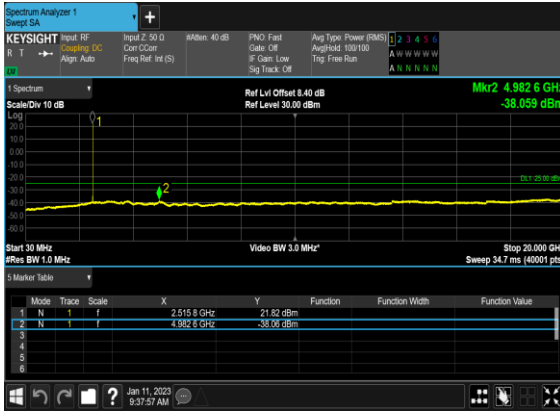 Spectrum Analyzer 1
Swept SA
+
KEYSIGHT Input: RF Input Z: 50 Ω #Atten: 40 dB PNO: Fast Avg Type: Power (RMS) 1 2 3 4 5 6
R T Coupling: DC Corr CCorr Gate: Off Avg|Hold: 100/100 A W W W W W
Align: Auto Freq Ref: Int (S) IF Gain: Low Trig: Free Run
Sig Track: Off A N N N N N
1 Spectrum
Ref Lvl Offset 8.40 dB Mkr2 4.982 6 GHz
Scale/Div 10 dB Ref Level 30.00 dBm -38.059 dBm
Log
20.0
10.0
0.00
-10.0
-20.0
-30.0
-40.0
-50.0
-60.0
1
2
DL1 -25.00 dBm
Start 30 MHz Video BW 3.0 MHz* Stop 20.000 GH
#Res BW 1.0 MHz Sweep 34.7 ms (40001 pts
5 Marker Table
Mode Trace Scale X Y Function Function Width Function Value
1 N 1 f 2.515 8 GHz 21.82 dBm
2 N 1 f 4.982 6 GHz -38.06 dBm
3
4
5
6
? Jan 11, 2023
9:37:57 AM